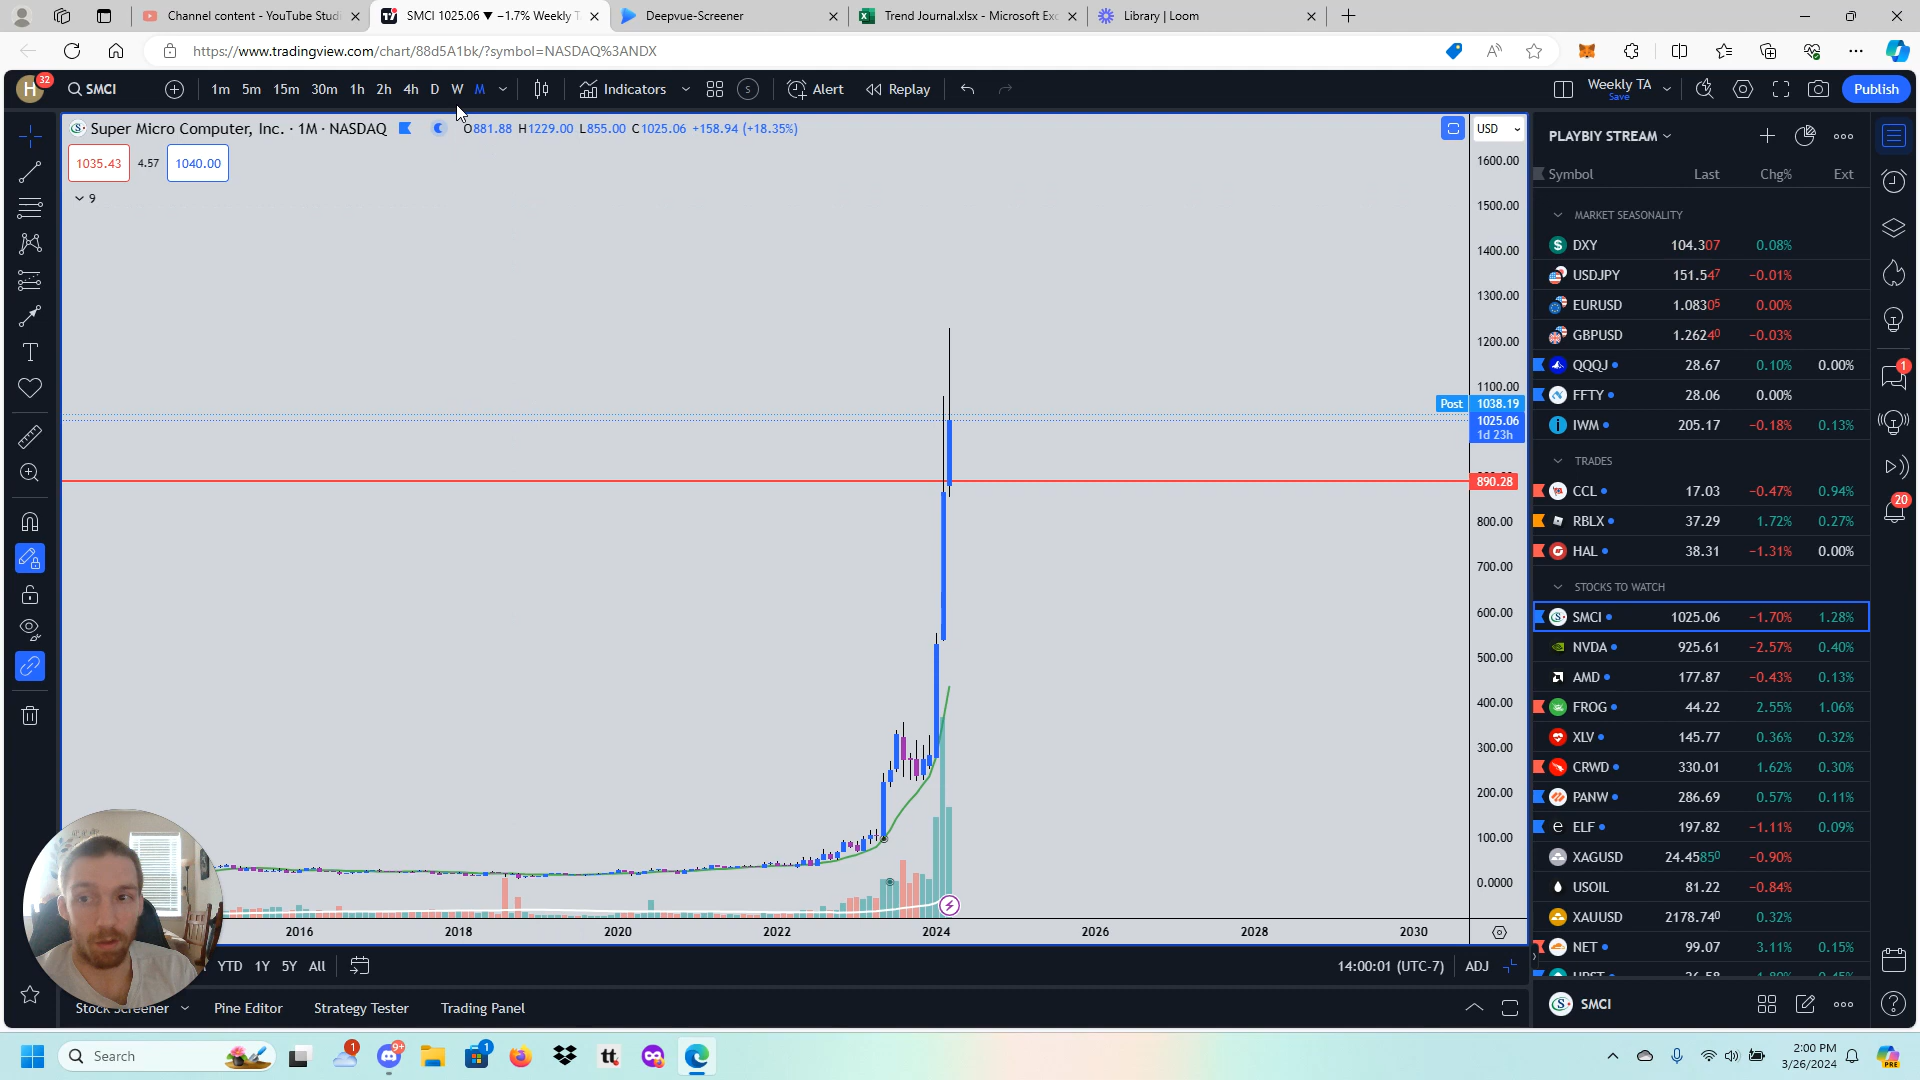 Channel content - YouTube Studi
SMCI 1025.06 ▼ −1.7% Weekly T
Deepvue-Screener
Trend Journal.xlsx - Microsoft Exc
Library | Loom
https://www.tradingview.com/chart/88d5A1bk/?symbol=NASDAQ%3ANDX
H 32
SMCI
1m 5m 15m 30m 1h 2h 4h D W M
Indicators
S
Alert
Replay
Weekly TA
Save
Publish
Super Micro Computer, Inc. · 1M · NASDAQ
O881.88 H1229.00 L855.00 C1025.06 +158.94 (+18.35%)
USD
1035.43 4.57 1040.00
9
1600.00
1500.00
1400.00
1300.00
1200.00
1100.00
Post 1038.19
1025.06
1d 23h
890.28
800.00
700.00
600.00
500.00
400.00
300.00
200.00
100.00
0.0000
2016 2018 2020 2022 2024 2026 2028 2030
YTD 1Y 5Y All
14:00:01 (UTC-7) ADJ
Stock Screener Pine Editor Strategy Tester Trading Panel
PLAYBIY STREAM
Symbol Last Chg% Ext
MARKET SEASONALITY
DXY 104.307 0.08%
USDJPY 151.547 −0.01%
EURUSD 1.08305 0.00%
GBPUSD 1.26240 −0.03%
QQQJ 28.67 0.10% 0.00%
FFTY 28.06 0.00%
IWM 205.17 −0.18% 0.13%
TRADES
CCL 17.03 −0.47% 0.94%
RBLX 37.29 1.72% 0.27%
HAL 38.31 −1.31% 0.00%
STOCKS TO WATCH
SMCI 1025.06 −1.70% 1.28%
NVDA 925.61 −2.57% 0.40%
AMD 177.87 −0.43% 0.13%
FROG 44.22 2.55% 1.06%
XLV 145.77 0.36% 0.32%
CRWD 330.01 1.62% 0.30%
PANW 286.69 0.57% 0.11%
ELF 197.82 −1.11% 0.09%
XAGUSD 24.45850 −0.90%
USOIL 81.22 −0.84%
XAUUSD 2178.740 0.32%
NET 99.07 3.11% 0.15%
SMCI
1
20
Search
1
9+
1
tt
2:00 PM
3/26/2024
PRE